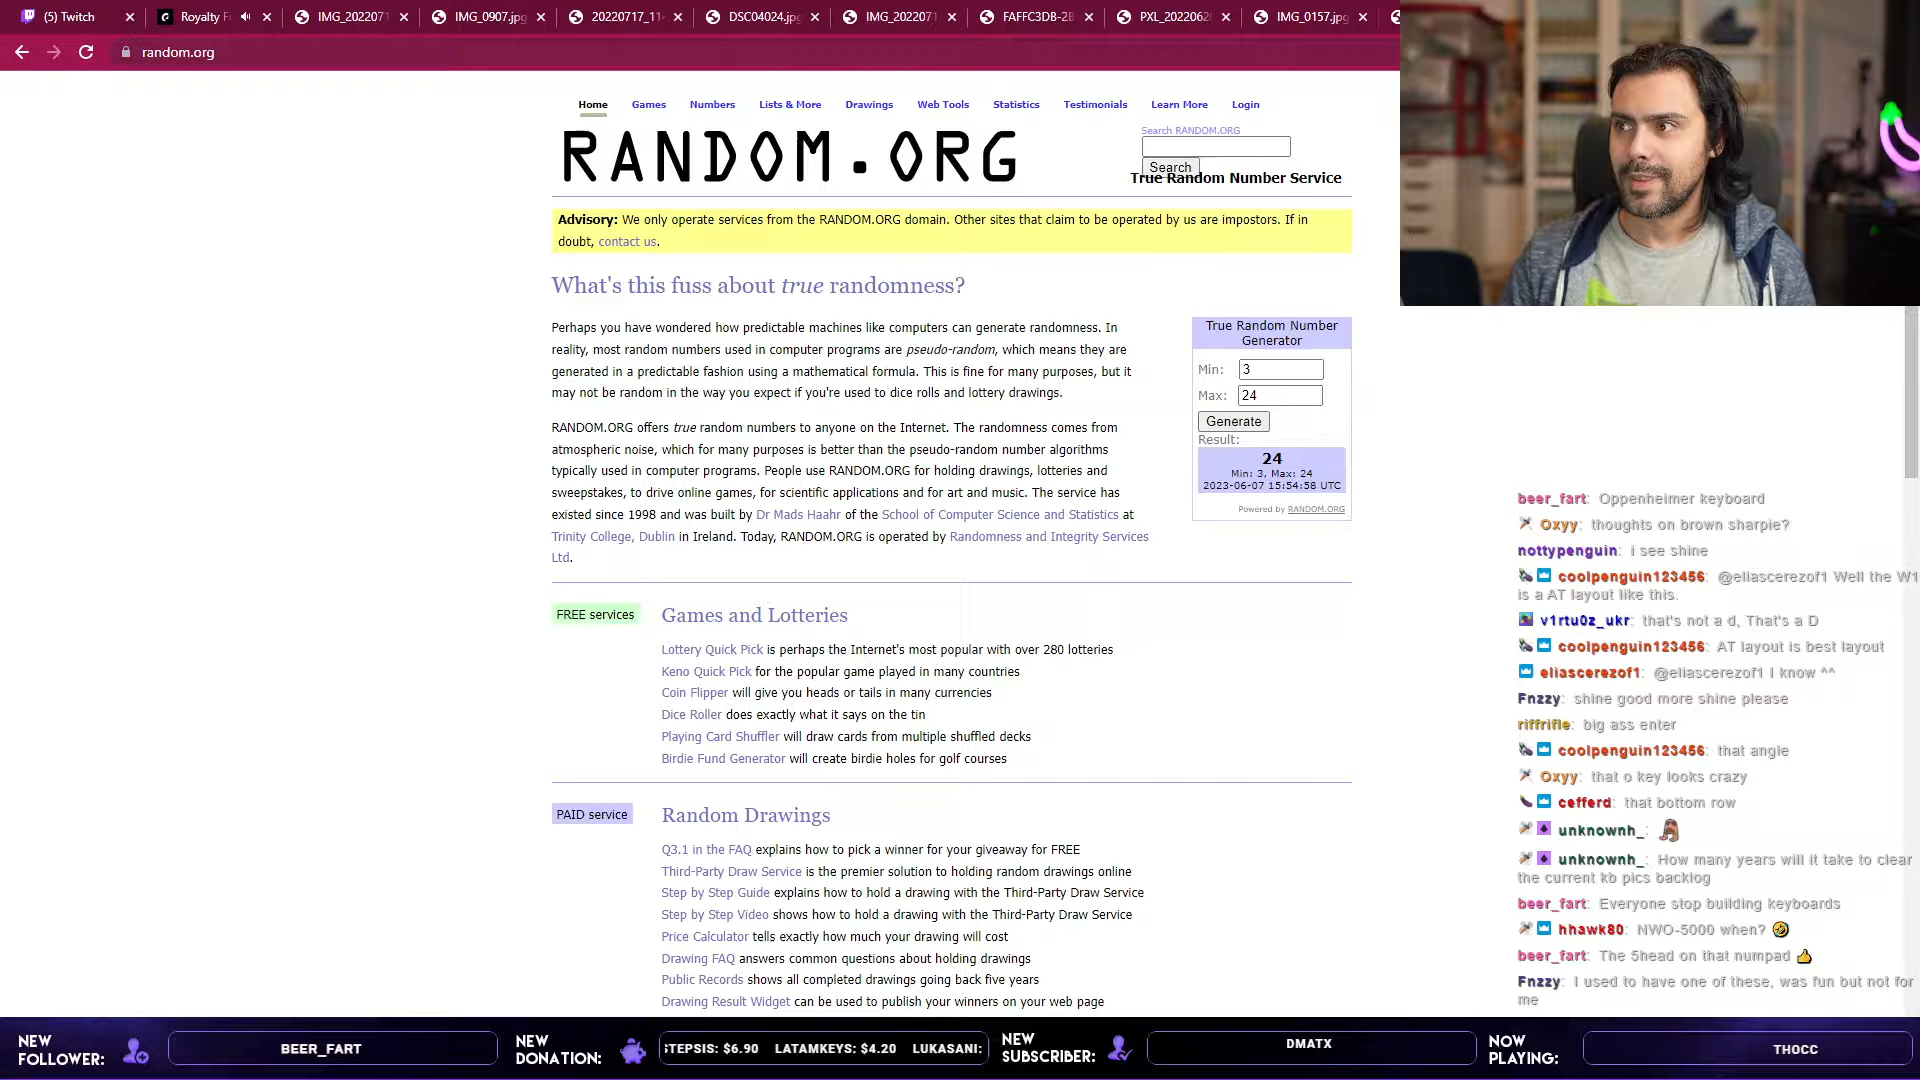 (5) Twitch
Royalty F
IMG_2022071
IMG_0907.jpg
20220717_11
DSC04024.jp
IMG_2022071
FAFFC3DB-2B
PXL_2022062
IMG_0157.jpg
random.org
Home Games Numbers Lists & More Drawings Web Tools Statistics Testimonials Learn More Login
RANDOM.ORG
Search RANDOM.ORG
Search
True Random Number Service
Advisory: We only operate services from the RANDOM.ORG domain. Other sites that claim to be operated by us are impostors. If in
doubt, contact us.
What's this fuss about true randomness?
Perhaps you have wondered how predictable machines like computers can generate randomness. In
reality, most random numbers used in computer programs are pseudo-random, which means they are
generated in a predictable fashion using a mathematical formula. This is fine for many purposes, but it
may not be random in the way you expect if you're used to dice rolls and lottery drawings.
RANDOM.ORG offers true random numbers to anyone on the Internet. The randomness comes from
atmospheric noise, which for many purposes is better than the pseudo-random number algorithms
typically used in computer programs. People use RANDOM.ORG for holding drawings, lotteries and
sweepstakes, to drive online games, for scientific applications and for art and music. The service has
existed since 1998 and was built by Dr Mads Haahr of the School of Computer Science and Statistics at
Trinity College, Dublin in Ireland. Today, RANDOM.ORG is operated by Randomness and Integrity Services
Ltd.
True Random Number
Generator
Min: 3
Max: 24
Generate
Result:
24
Min: 3, Max: 24
2023-06-07 15:54:58 UTC
Powered by RANDOM.ORG
FREE services
Games and Lotteries
Lottery Quick Pick is perhaps the Internet's most popular with over 280 lotteries
Keno Quick Pick for the popular game played in many countries
Coin Flipper will give you heads or tails in many currencies
Dice Roller does exactly what it says on the tin
Playing Card Shuffler will draw cards from multiple shuffled decks
Birdie Fund Generator will create birdie holes for golf courses
PAID service
Random Drawings
Q3.1 in the FAQ explains how to pick a winner for your giveaway for FREE
Third-Party Draw Service is the premier solution to holding random drawings online
Step by Step Guide explains how to hold a drawing with the Third-Party Draw Service
Step by Step Video shows how to hold a drawing with the Third-Party Draw Service
Price Calculator tells exactly how much your drawing will cost
Drawing FAQ answers common questions about holding drawings
Public Records shows all completed drawings going back five years
Drawing Result Widget can be used to publish your winners on your web page
beer_fart: Oppenheimer keyboard
Oxyy: thoughts on brown sharpie?
nottypenguin: I see shine
coolpenguin123456: @eliascerezof1 Well the W1
is a AT layout like this.
v1rtu0z_ukr: that's not a d, That's a D
coolpenguin123456: AT layout is best layout
eliascerezof1: @eliascerezof1 I know ^^
Fnzzy: shine good more shine please
riffrifle: big ass enter
coolpenguin123456: that angle
Oxyy: that o key looks crazy
cefferd: that bottom row
unknownh_:
unknownh_: How many years will it take to clear
the current kb pics backlog
beer_fart: Everyone stop building keyboards
hhawk80: NWO-5000 when? 🤣
beer_fart: The 5head on that numpad 👍
Fnzzy: I used to have one of these, was fun but not for
me
NEW
FOLLOWER:
BEER_FART
NEW
DONATION:
STEPSIS: $6.90 LATAMKEYS: $4.20 LUKASANI:
NEW
SUBSCRIBER:
DMATX
NOW
PLAYING:
THOCC